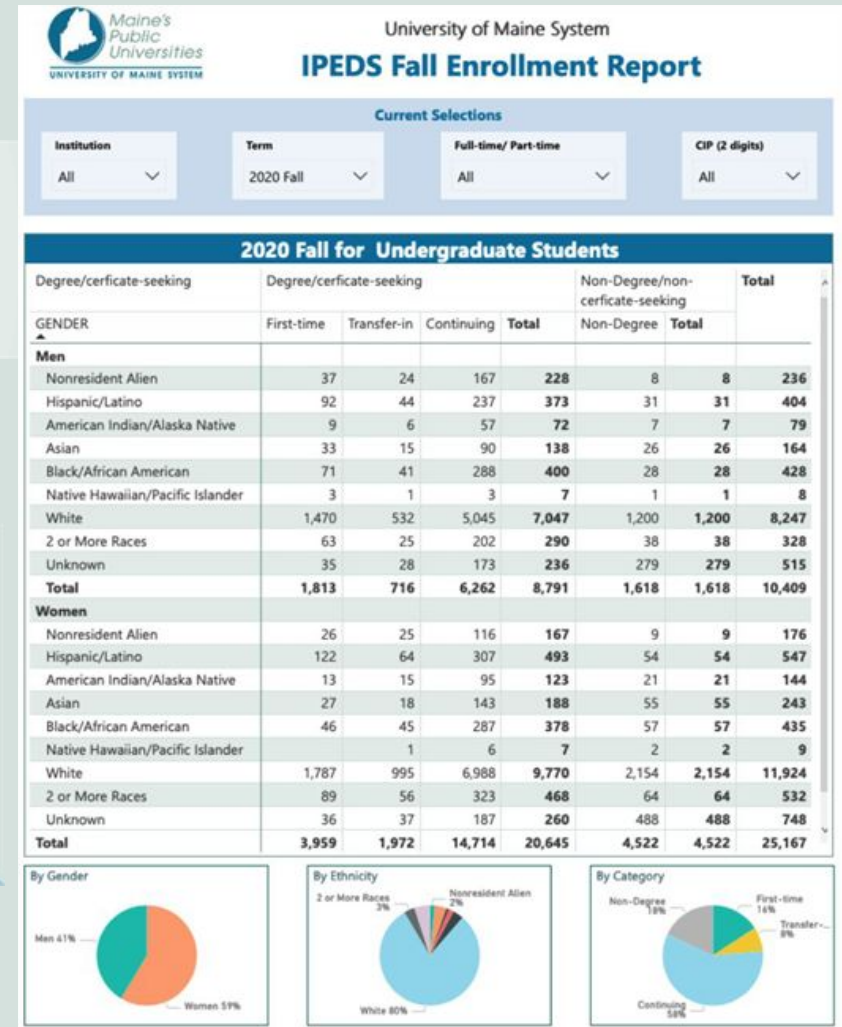 Maine's
Public
Universities
UNIVERSITY OF MAINE SYSTEM
University of Maine System
IPEDS Fall Enrollment Report
Current Selections
Institution Term Full-time/ Part-time CIP (2 digits)
All 2020 Fall All All
2020 Fall for Undergraduate Students
Degree/cerficate-seeking Degree/cerficate-seeking Non-Degree/non- Total
cerficate-seeking
GENDER First-time Transfer-in Continuing Total Non-Degree Total
Men
Nonresident Alien 37 24 167 228 8 8 236
Hispanic/Latino 92 44 237 373 31 31 404
American Indian/Alaska Native 9 6 57 72 7 7 79
Asian 33 15 90 138 26 26 164
Black/African American 71 41 288 400 28 28 428
Native Hawaiian/Pacific Islander 3 1 3 7 1 1 8
White 1,470 532 5,045 7,047 1,200 1,200 8,247
2 or More Races 63 25 202 290 38 38 328
Unknown 35 28 173 236 279 279 515
Total 1,813 716 6,262 8,791 1,618 1,618 10,409
Women
Nonresident Alien 26 25 116 167 9 9 176
Hispanic/Latino 122 64 307 493 54 54 547
American Indian/Alaska Native 13 15 95 123 21 21 144
Asian 27 18 143 188 55 55 243
Black/African American 46 45 287 378 57 57 435
Native Hawaiian/Pacific Islander 1 6 7 2 2 9
White 1,787 995 6,988 9,770 2,154 2,154 11,924
2 or More Races 89 56 323 468 64 64 532
Unknown 36 37 187 260 488 488 748
Total 3,959 1,972 14,714 20,645 4,522 4,522 25,167
By Gender
Men 41%
Women 59%
By Ethnicity
2 or More Races
3%
Nonresident Alien
2%
White 80%
By Category
Non-Degree
18%
First-time
16%
Transfer-...
8%
Continuing
58%